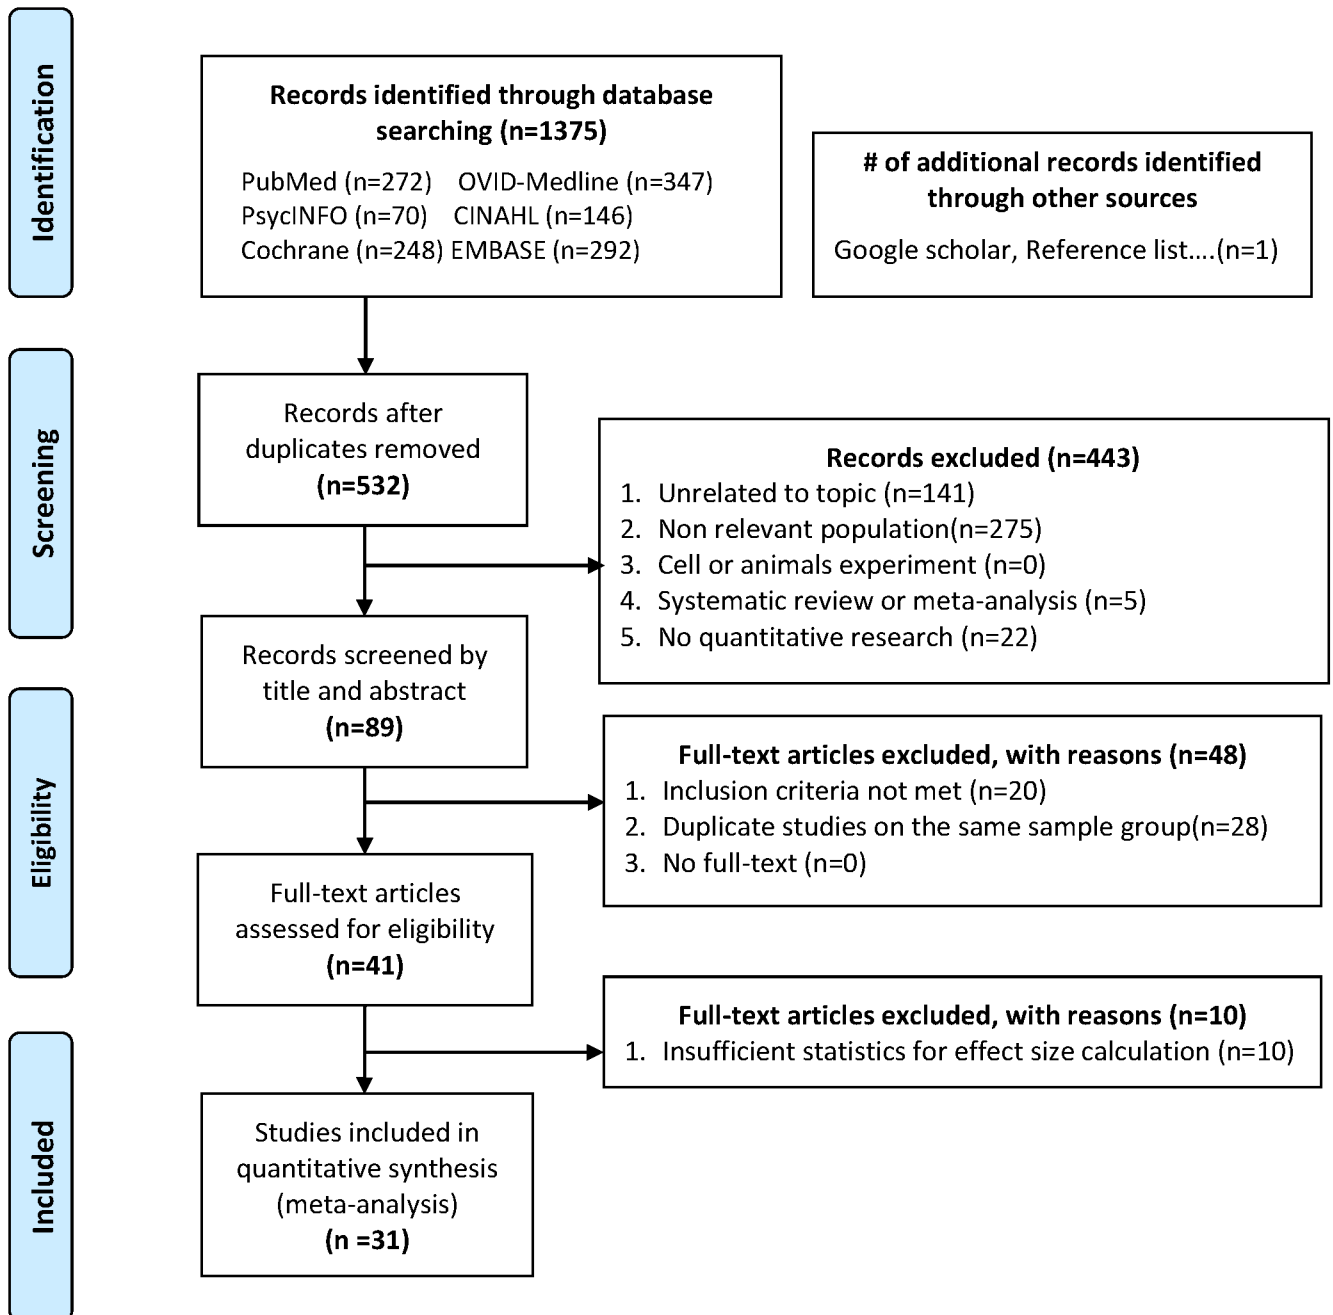 Identification
Records identified through database
searching (n=1375)
PubMed (n=272) OVID-Medline (n=347)
PsycINFO (n=70) CINAHL (n=146)
Cochrane (n=248) EMBASE (n=292)
# of additional records identified
through other sources
Google scholar, Reference list....(n=1)
Screening
Records after
duplicates removed
(n=532)
Records excluded (n=443)
1. Unrelated to topic (n=141)
2. Non relevant population(n=275)
3. Cell or animals experiment (n=0)
4. Systematic review or meta-analysis (n=5)
5. No quantitative research (n=22)
Records screened by
title and abstract
(n=89)
Eligibility
Full-text articles excluded, with reasons (n=48)
1. Inclusion criteria not met (n=20)
2. Duplicate studies on the same sample group(n=28)
3. No full-text (n=0)
Full-text articles
assessed for eligibility
(n=41)
Full-text articles excluded, with reasons (n=10)
1. Insufficient statistics for effect size calculation (n=10)
Included
Studies included in
quantitative synthesis
(meta-analysis)
(n =31)